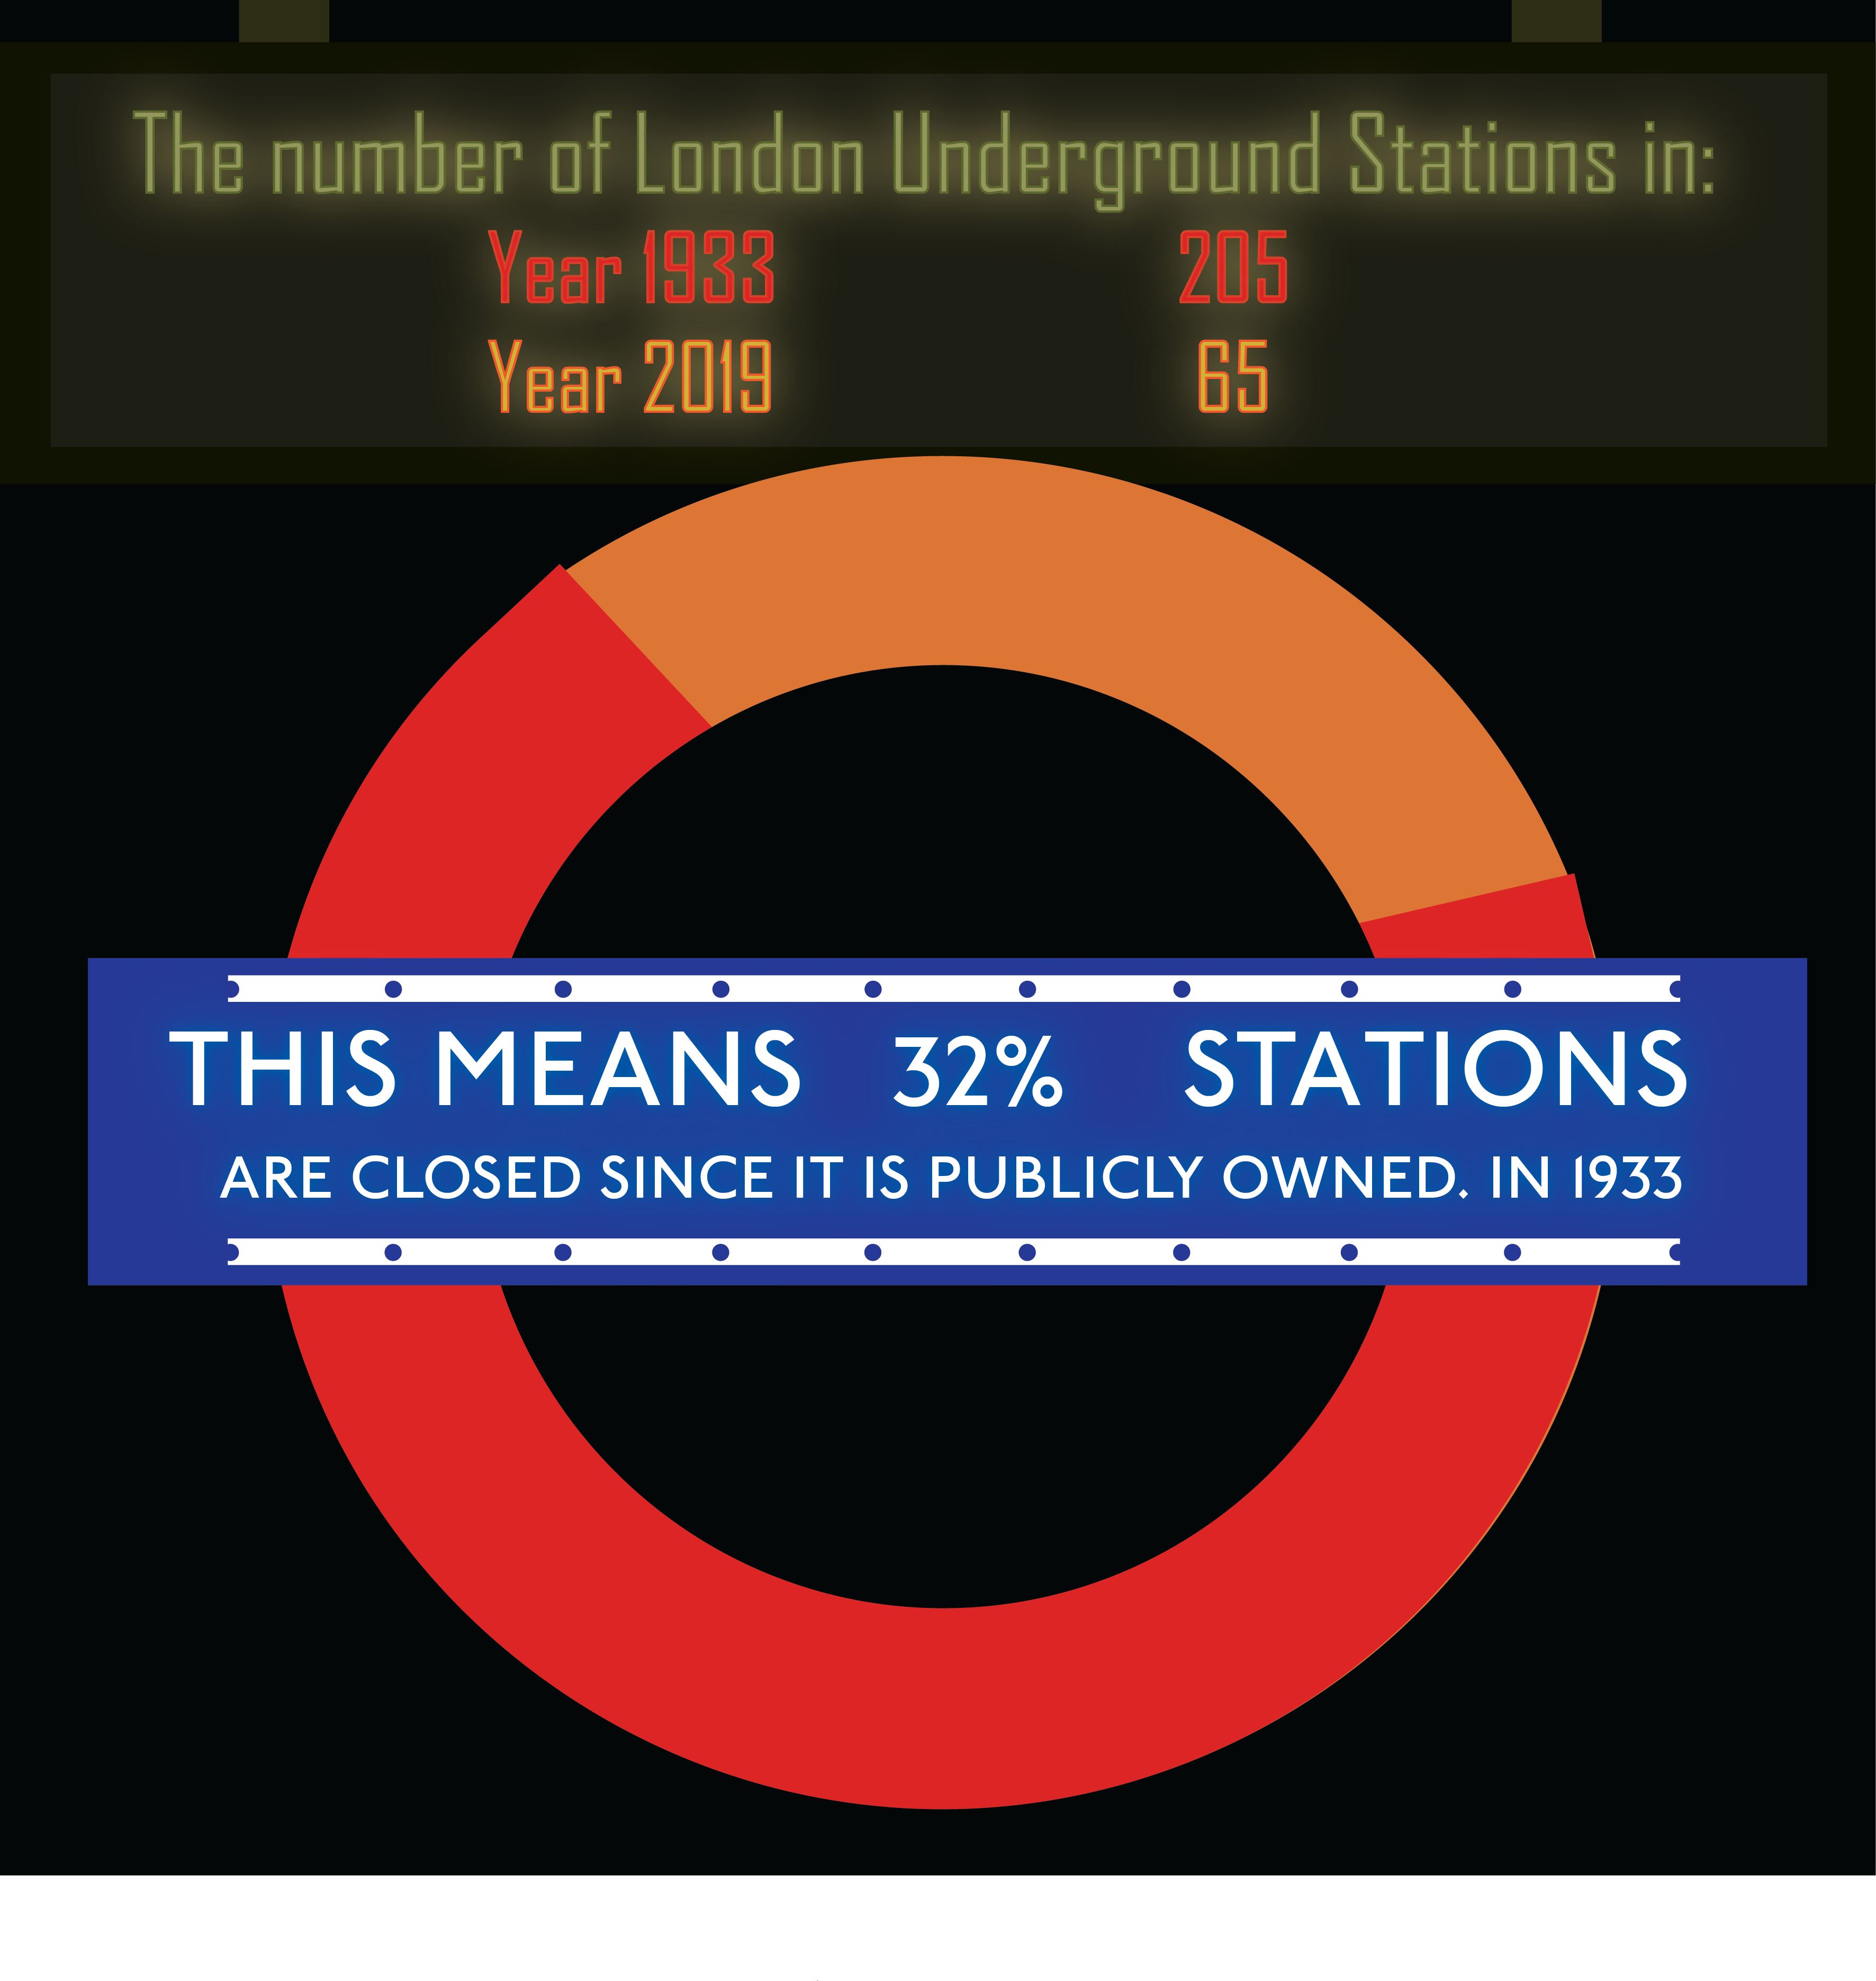 The number of London Underground Stations in:
Year 1933 205
Year 2019 65
THIS MEANS 32% STATIONS
ARE CLOSED SINCE IT IS PUBLICLY OWNED. IN 1933